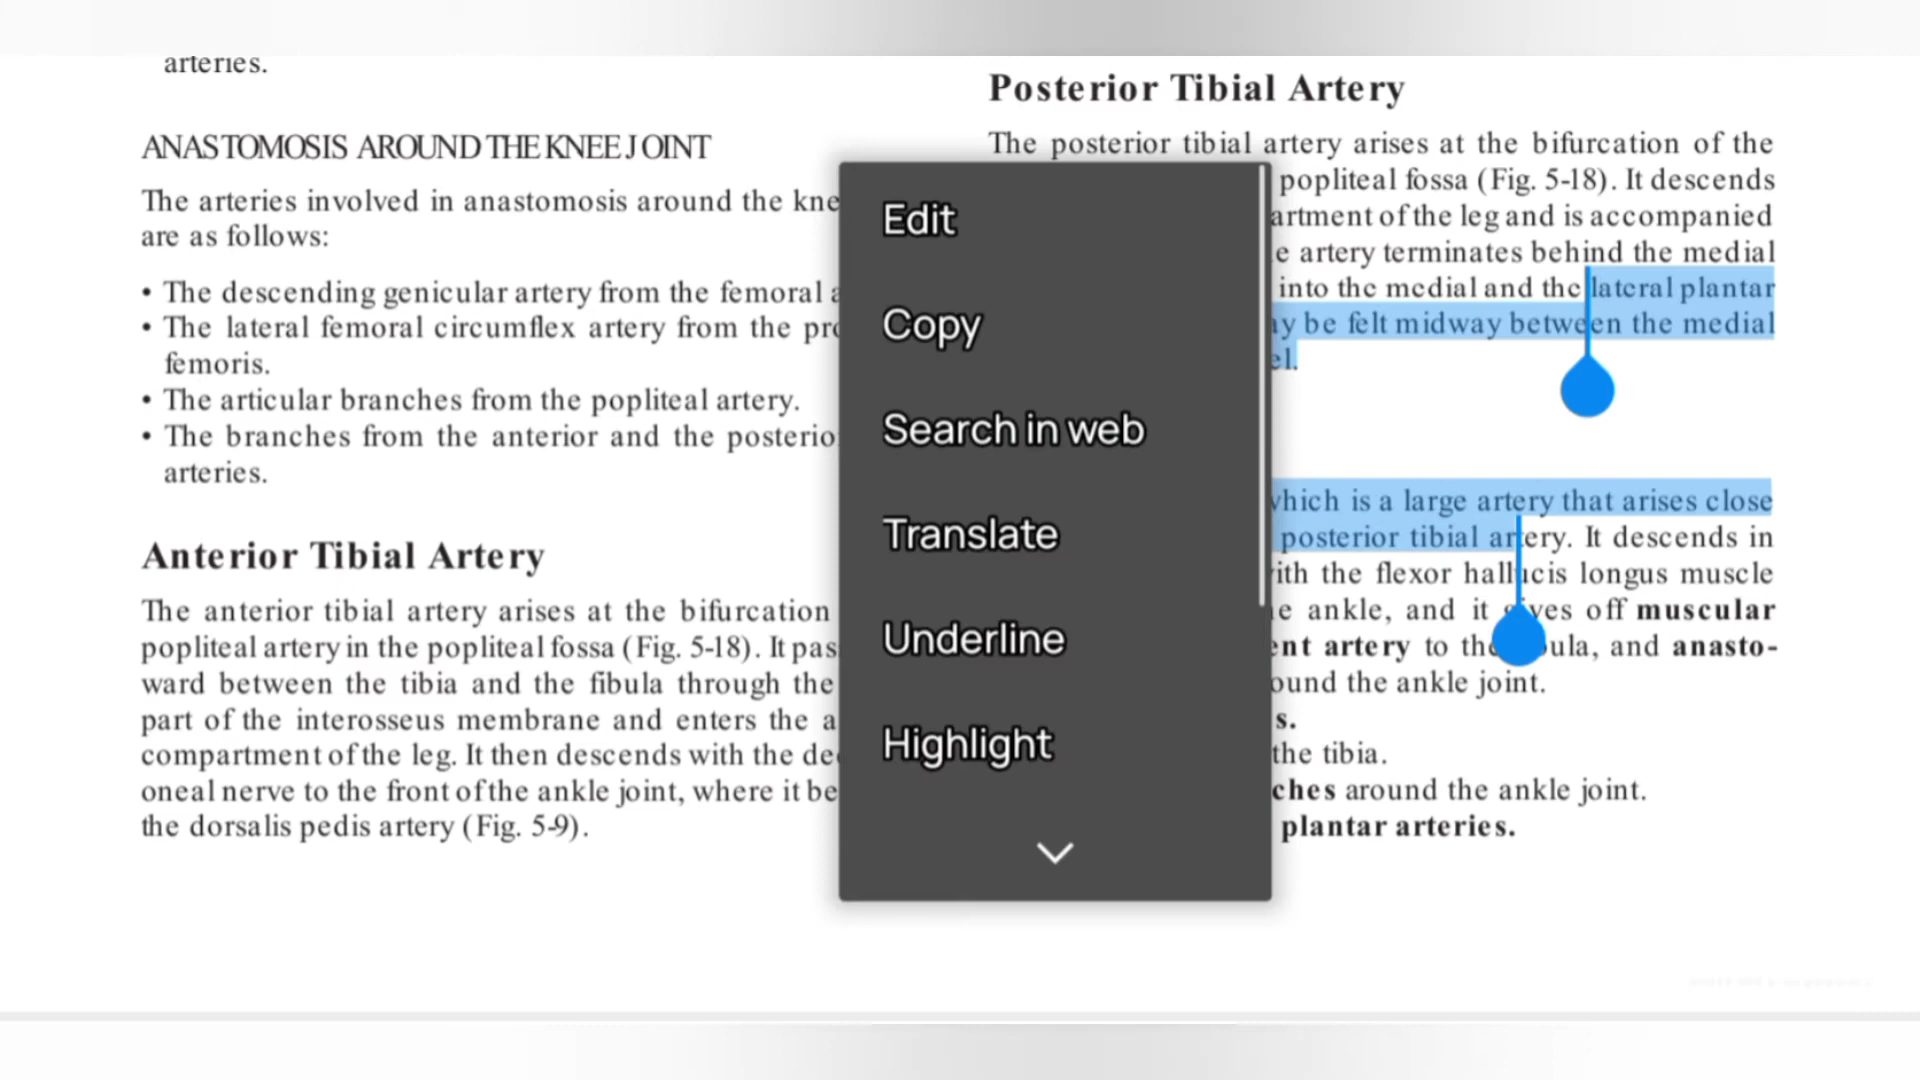 arteries.
ANASTOMOSIS AROUND THE KNEE JOINT
The arteries involved in anastomosis around the kne
are as follows:
• The descending genicular artery from the femoral
• The lateral femoral circumflex artery from the
femoris.
• The articular branches from the popliteal artery.
• The branches from the anterior and the
arteries.
Anterior Tibial Artery
The anterior tibial artery arises at the bifurcation
popliteal artery in the popliteal fossa (Fig. 5-18). It pas
ward between the tibia and the fibula through the
part of the interosseus membrane and enters the
compartment of the leg. It then descends with the
oneal nerve to the front of the ankle joint, where it be
the dorsalis pedis artery (Fig. 5-9).
Edit
Copy
Search in web
Translate
Underline
Highlight
Posterior Tibial Artery
The posterior tibial artery arises at the bifurcation of the
popliteal fossa (Fig. 5-18). It descends
artment of the leg and is accompanied
e artery terminates behind the medial
into the medial and the lateral plantar
y be felt midway between the medial
el.
hich is a large artery that arises close
posterior tibial artery. It descends in
ith the flexor hallucis longus muscle
e ankle, and it gives off muscular
ent artery to the ula, and anasto-
ound the ankle joint.
s.
the tibia.
ches around the ankle joint.
plantar arteries.